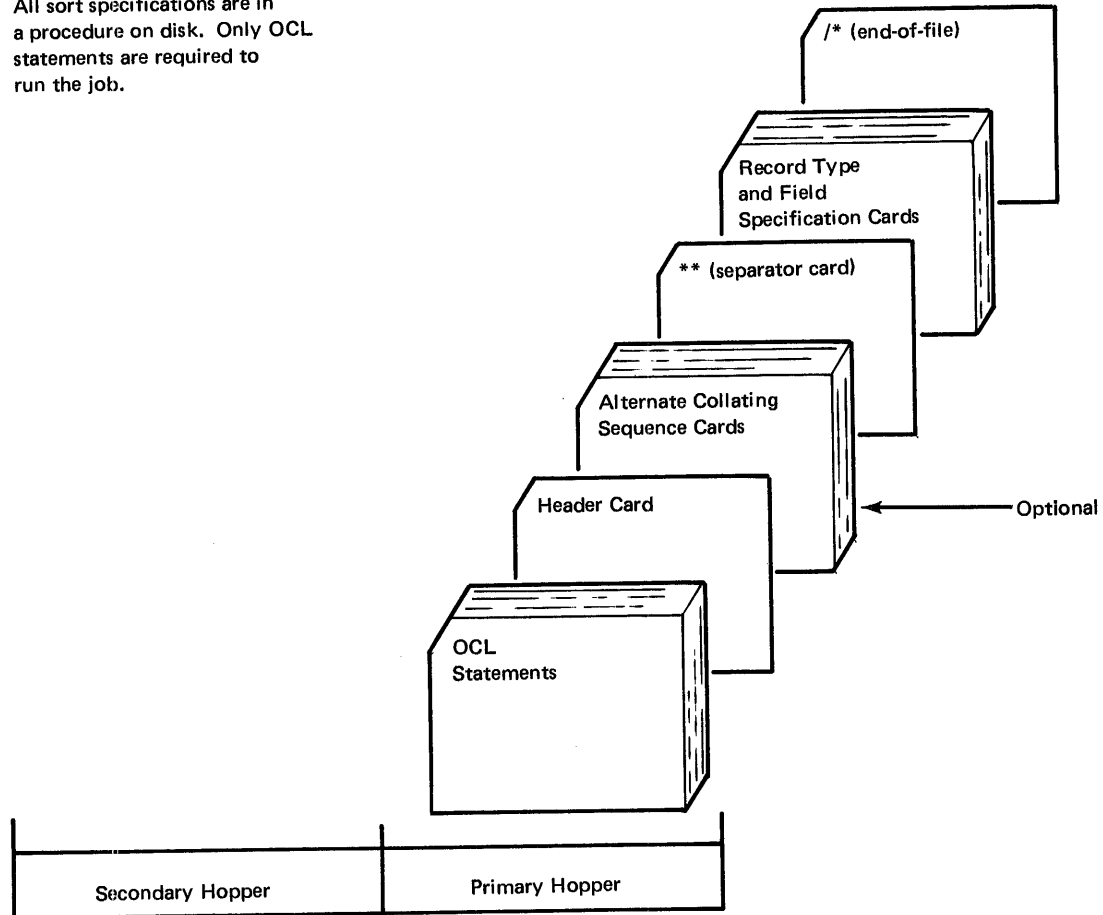 All sort specifications are in
a procedure on disk. Only OCL
statements are required to
run the job.
/* (end-of-file)
Record Type
and Field
Specification Cards
** (separator card)
Alternate Collating
Sequence Cards
Header Card
Optional
OCL
Statements
Secondary Hopper
Primary Hopper